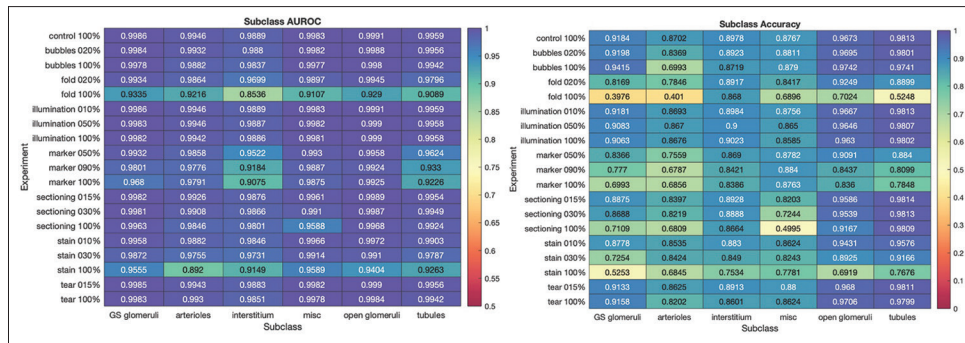 Subclass AUROC
control 100% 0.9986 0.9946 0.9889 0.9983 0.9991 0.9959
bubbles 020% 0.9984 0.9932 0.988 0.9982 0.9988 0.9956
bubbles 100% 0.9978 0.9882 0.9837 0.9977 0.998 0.9942
fold 020% 0.9934 0.9864 0.9699 0.9897 0.9945 0.9796
fold 100% 0.9335 0.9216 0.8536 0.9107 0.929 0.9089
illumination 010% 0.9986 0.9946 0.9889 0.9983 0.9991 0.9959
illumination 050% 0.9983 0.9946 0.9887 0.9982 0.999 0.9958
illumination 100% 0.9982 0.9942 0.9886 0.9981 0.999 0.9958
marker 050% 0.9932 0.9858 0.9522 0.993 0.9958 0.9624
marker 090% 0.9801 0.9776 0.9184 0.9887 0.9924 0.933
marker 100% 0.968 0.9791 0.9075 0.9875 0.9925 0.9226
sectioning 015% 0.9982 0.9926 0.9876 0.9961 0.9989 0.9954
sectioning 030% 0.9981 0.9908 0.9866 0.991 0.9987 0.9949
sectioning 100% 0.9963 0.9846 0.9801 0.9588 0.9968 0.9924
stain 010% 0.9958 0.9882 0.9846 0.9966 0.9972 0.9903
stain 030% 0.9872 0.9755 0.9731 0.9914 0.991 0.9787
stain 100% 0.9555 0.892 0.9149 0.9589 0.9404 0.9263
tear 015% 0.9985 0.9943 0.9883 0.9982 0.999 0.9956
tear 100% 0.9983 0.993 0.9851 0.9978 0.9984 0.9942
GS glomeruli arterioles interstitium misc open glomeruli tubules
Subclass
Experiment
1
0.95
0.9
0.85
0.8
0.75
0.7
0.65
0.6
0.55
0.5
Subclass Accuracy
control 100% 0.9184 0.8702 0.8978 0.8767 0.9673 0.9813
bubbles 020% 0.9198 0.8369 0.8923 0.8811 0.9695 0.9801
bubbles 100% 0.9415 0.6993 0.8719 0.879 0.9742 0.9741
fold 020% 0.8169 0.7846 0.8917 0.8417 0.9249 0.8899
fold 100% 0.3976 0.401 0.868 0.6896 0.7024 0.5248
illumination 010% 0.9181 0.8693 0.8984 0.8756 0.9667 0.9813
illumination 050% 0.9083 0.867 0.9 0.865 0.9646 0.9807
illumination 100% 0.9063 0.8676 0.9023 0.8585 0.963 0.9802
marker 050% 0.8366 0.7559 0.869 0.8782 0.9091 0.884
marker 090% 0.777 0.6787 0.8421 0.884 0.8437 0.8099
marker 100% 0.6993 0.6856 0.8386 0.8763 0.836 0.7848
sectioning 015% 0.8875 0.8397 0.8928 0.8203 0.9586 0.9814
sectioning 030% 0.8688 0.8219 0.8888 0.7244 0.9539 0.9813
sectioning 100% 0.7109 0.6809 0.8664 0.4995 0.9167 0.9809
stain 010% 0.8778 0.8535 0.883 0.8624 0.9431 0.9576
stain 030% 0.7254 0.8424 0.849 0.8243 0.8925 0.9166
stain 100% 0.5253 0.6845 0.7534 0.7781 0.6919 0.7676
tear 015% 0.9133 0.8625 0.8913 0.88 0.968 0.9811
tear 100% 0.9158 0.8202 0.8601 0.8624 0.9706 0.9799
GS glomeruli arterioles interstitium misc open glomeruli tubules
Subclass
Experiment
1
0.9
0.8
0.7
0.6
0.5
0.4
0.3
0.2
0.1
0